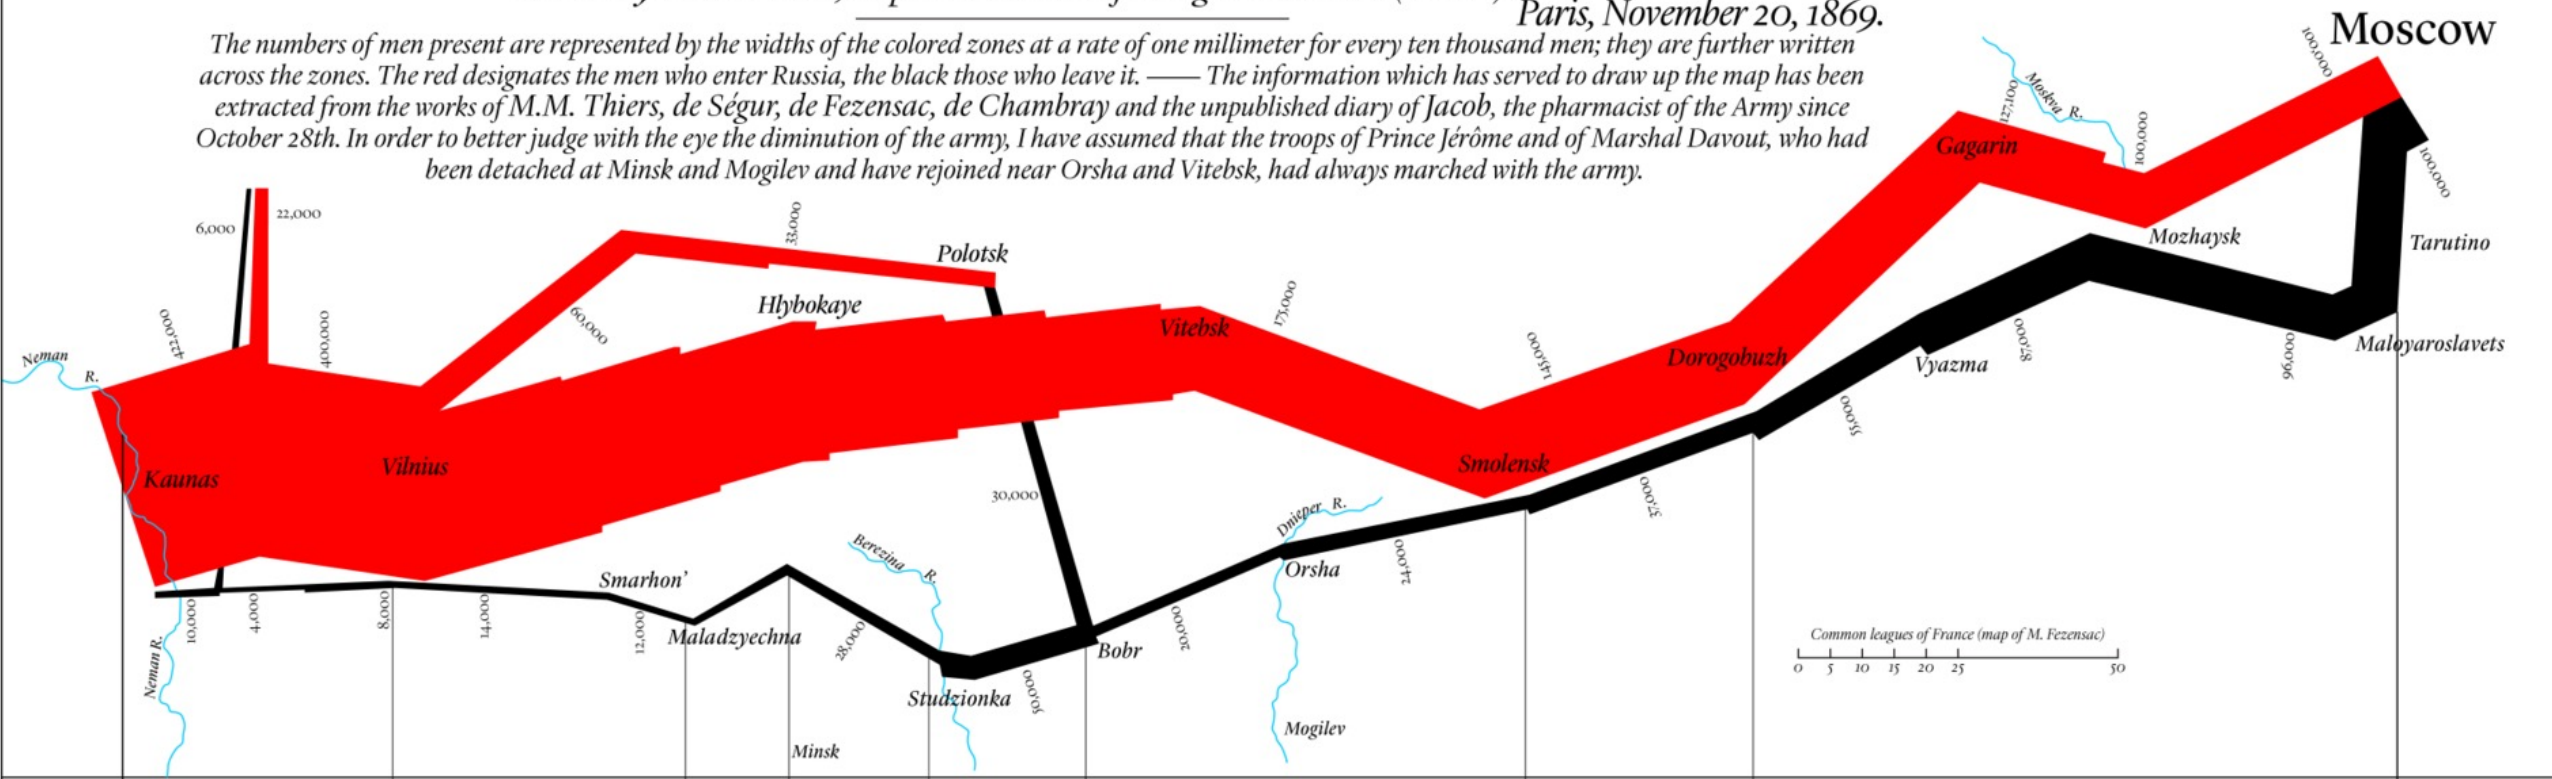 Paris, November 20, 1869.
Moscow
The numbers of men present are represented by the widths of the colored zones at a rate of one millimeter for every ten thousand men; they are further written
across the zones. The red designates the men who enter Russia, the black those who leave it. —— The information which has served to draw up the map has been
extracted from the works of M.M. Thiers, de Ségur, de Fezensac, de Chambray and the unpublished diary of Jacob, the pharmacist of the Army since
October 28th. In order to better judge with the eye the diminution of the army, I have assumed that the troops of Prince Jérôme and of Marshal Davout, who had
been detached at Minsk and Mogilev and have rejoined near Orsha and Vitebsk, had always marched with the army.
100,000
Moskva R.
127,100
100,000
Gagarin
100,000
6,000
22,000
33,000
Polotsk
Mozhaysk
Tarutino
Hlybokaye
60,000
422,000
400,000
Vitebsk
175,000
145,000
Dorogobuzh
Vyazma
87,000
96,000
Maloyaroslavets
Neman
R.
55,000
Kaunas
Vilnius
Smolensk
37,000
30,000
Dnieper R.
Berezina R.
24,000
Orsha
Smarhon’
10,000
4,000
8,000
14,000
12,000
Maladzyechna
28,000
Bobr
20,000
Neman R.
Studzionka
50,000
Common leagues of France (map of M. Fezensac)
0 5 10 15 20 25 50
Mogilev
Minsk